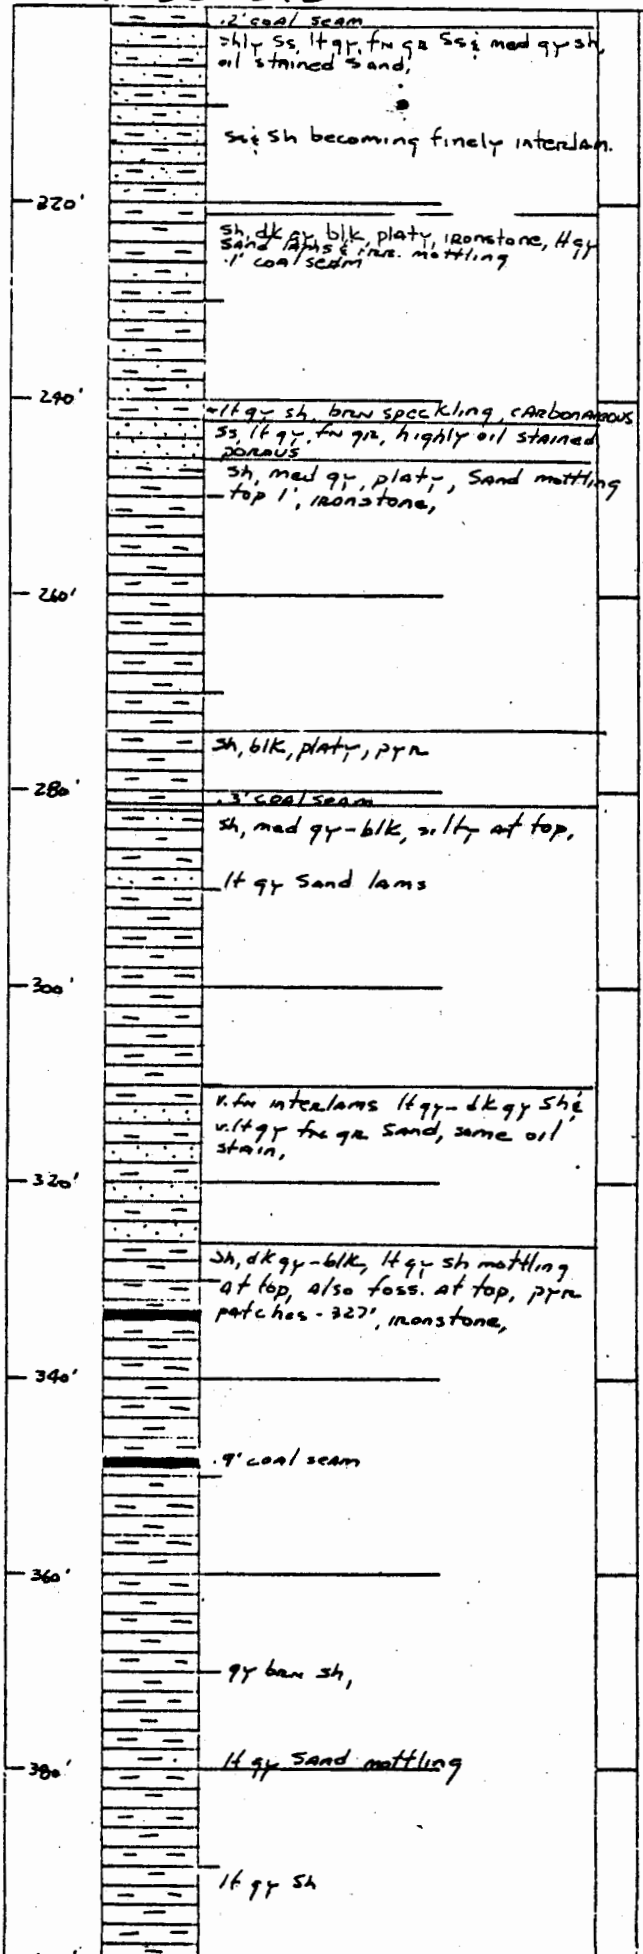 .2' coal seam
shly ss, lt gy, fn gr ss & med gy sh,
oil stained sand,
ss & sh becoming finely interlam.
220'
sh, dk gy blk, platy, ironstone, lt gy
sand lams & irr. mottling
.1' coal seam
240'
lt gy sh, brn speckling, carbonaceous
ss, lt gy, fn gr, highly oil stained
porous
sh, med gy, platy, sand mottling
top 1', ironstone,
260'
sh, blk, platy, pyr
280'
.3' coal seam
sh, med gy-blk, silty at top,
lt gy sand lams
300'
v.fn interlams lt gy-dk gy sh &
v.lt gy fn gr sand, some oil
stain,
320'
sh, dk gy-blk, lt gy sh mottling
at top, also foss. at top, pyr
patches - 327', ironstone,
340'
.9' coal seam
360'
gy brn sh,
380'
lt gy sand mottling
lt gy sh